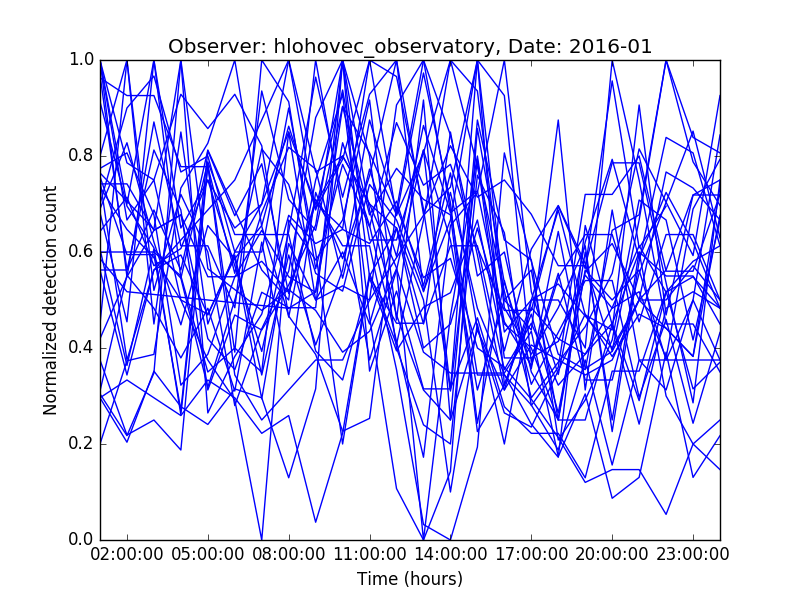 Observer: hlohovec_observatory, Date: 2016-01
Normalized detection count
1.0
0.8
0.6
0.4
0.2
0.0
02:00:00 05:00:00 08:00:00 11:00:00 14:00:00 17:00:00 20:00:00 23:00:00
Time (hours)